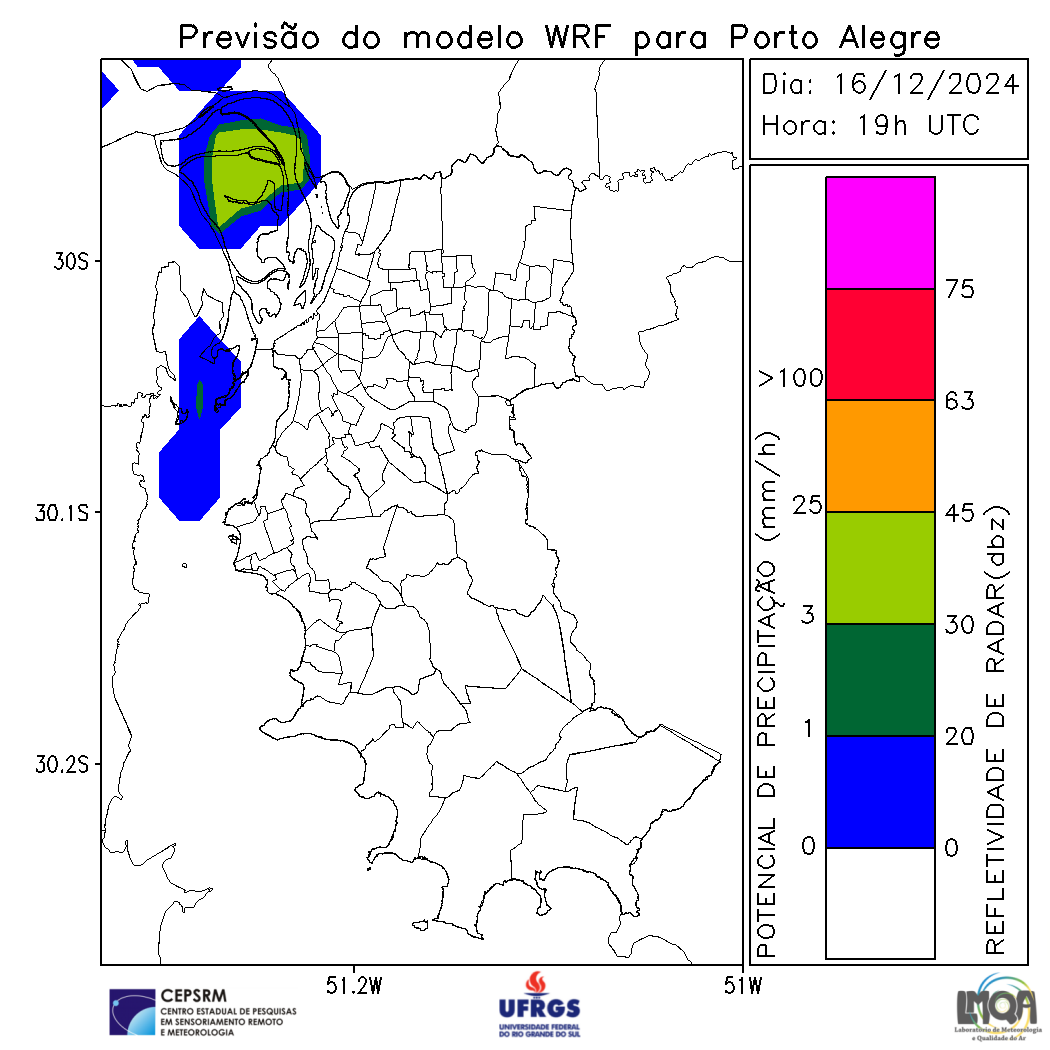 Previsão do modelo WRF para Porto Alegre
Dia: 16/12/2024
Hora: 19h UTC
30S
30.1S
30.2S
51.2W
51W
POTENCIAL DE PRECIPITAÇÃO (mm/h)
>100
25
3
1
0
75
63
45
30
20
0
REFLETIVIDADE DE RADAR(dbz)
CEPSRM
CENTRO ESTADUAL DE PESQUISAS
EM SENSORIAMENTO REMOTO
E METEOROLOGIA
UFRGS
UNIVERSIDADE FEDERAL
DO RIO GRANDE DO SUL
LMQA
Laboratório de Meteorologia
e Qualidade do Ar